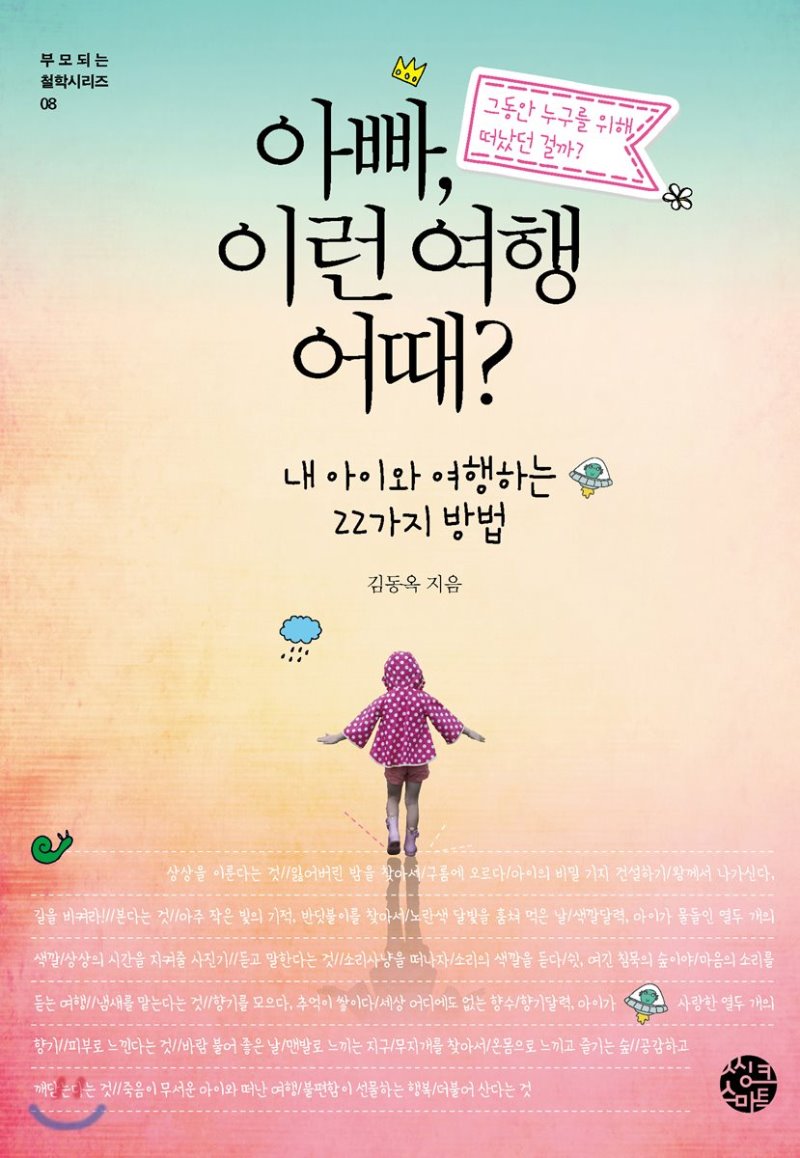 부모되는
철학시리즈
08
그동안 누구를 위해
떠났던 걸까?
아빠,
이런 여행
어때?
내 아이와 여행하는
22가지 방법
김동옥 지음
상상을 이룬다는 것//잃어버린 밤을 찾아서/구름에 오르다/아이의 비밀 기지 건설하기/왕께서 나가신다,
길을 비켜라!//본다는 것//아주 작은 빛의 기적, 반딧불이를 찾아서/노란색 달빛을 훔쳐 먹은 날/색깔달력, 아이가 물들인 열두 개의
색깔/상상의 시간을 지켜줄 사진기//듣고 말한다는 것//소리사냥을 떠나자/소리의 색깔을 듣다/쉿, 여긴 침묵의 숲이야/마음의 소리를
듣는 여행//냄새를 맡는다는 것//향기를 모으다, 추억이 쌓이다/세상 어디에도 없는 향수/향기달력, 아이가 사랑한 열두 개의
향기//피부로 느낀다는 것//바람 불어 좋은 날/맨발로 느끼는 지구/무지개를 찾아서/온몸으로 느끼고 즐기는 숲//공감하고
깨닫는다는 것//죽음이 무서운 아이와 떠난 여행/불편함이 선물하는 행복/더불어 산다는 것
씽크
스마트